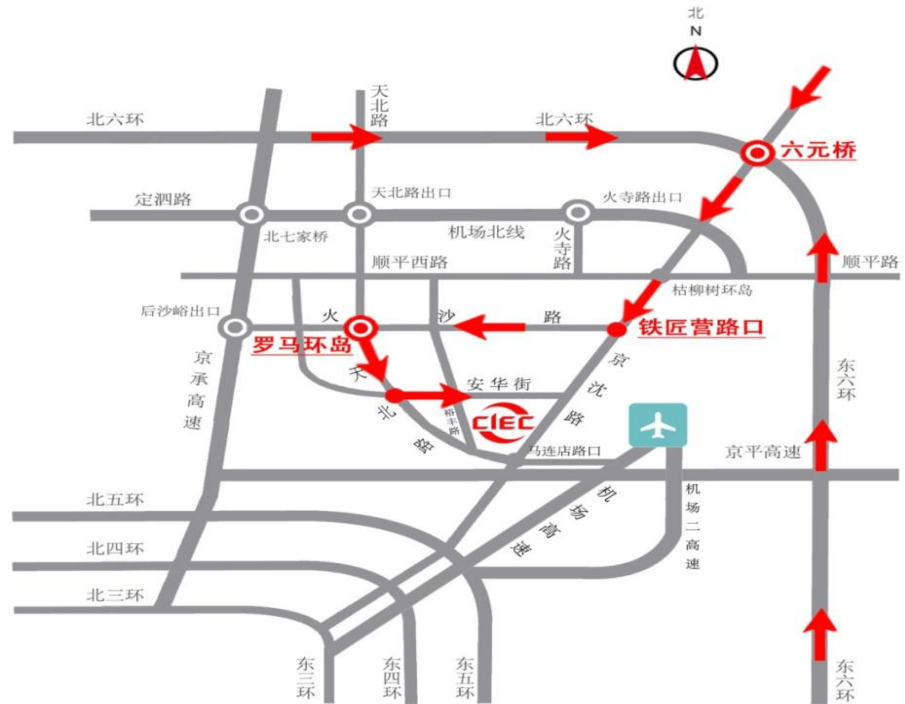 北
N
天北路
北六环
北六环
六元桥
定泗路
天北路出口
火寺路出口
北七家桥
机场北线
火寺路
顺平西路
顺平路
枯柳树环岛
后沙峪出口
火沙路
罗马环岛
铁匠营路口
京承高速
天北路
安华街
京沈路
东六环
裕丰路
CIEC
马连店路口
京平高速
机场高速
机场二高速
北五环
北四环
北三环
东三环
东四环
东五环
东六环